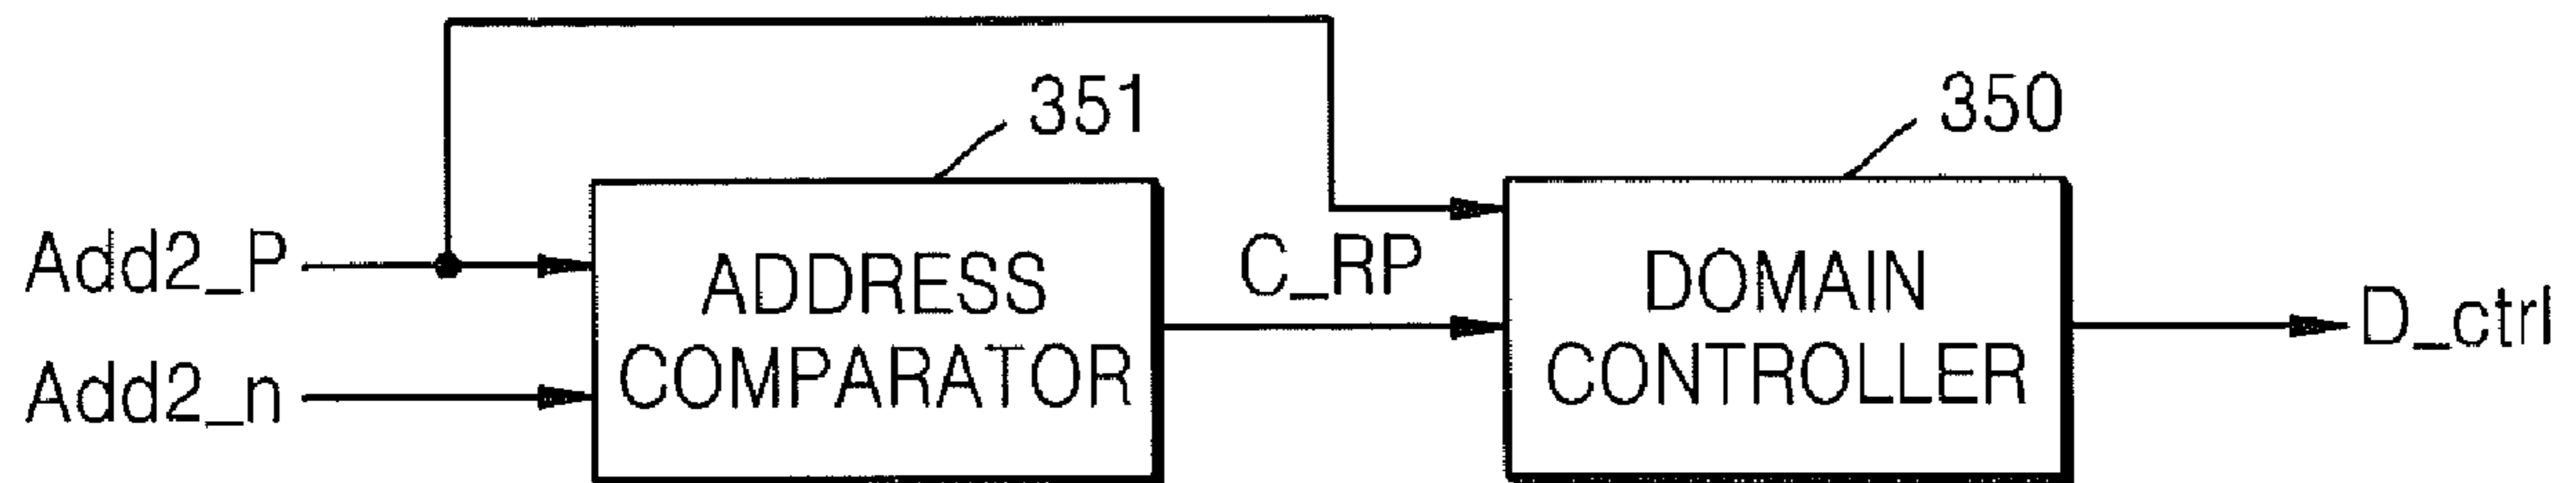 351
350
Add2_P
ADDRESS
COMPARATOR
C_RP
DOMAIN
CONTROLLER
D_ctrl
Add2_n